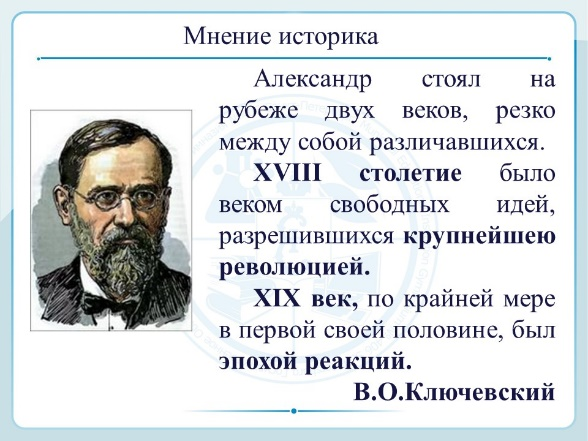 Мнение историка
Александр стоял на
рубеже двух веков, резко
между собой различавшихся.
XVIII столетие было
веком свободных идей,
разрешившихся крупнейшею
революцией.
XIX век, по крайней мере
в первой своей половине, был
эпохой реакций.
В.О.Ключевский